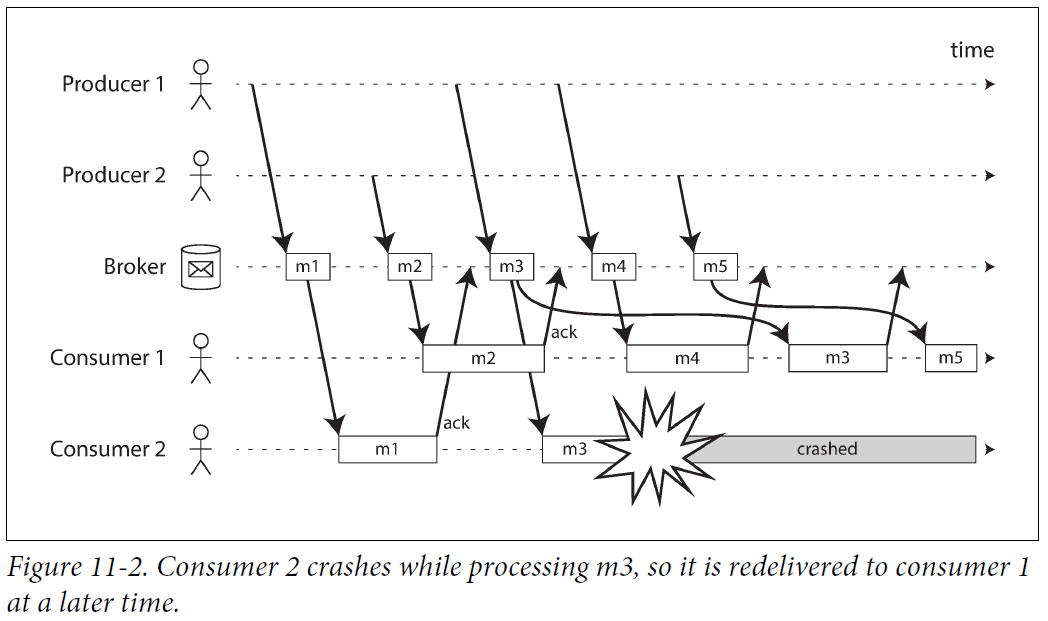 time
Producer 1
Producer 2
Broker
m1
m2
m3
m4
m5
ack
Consumer 1
m2
m4
m3
m5
ack
Consumer 2
m1
m3
crashed
Figure 11-2. Consumer 2 crashes while processing m3, so it is redelivered to consumer 1
at a later time.